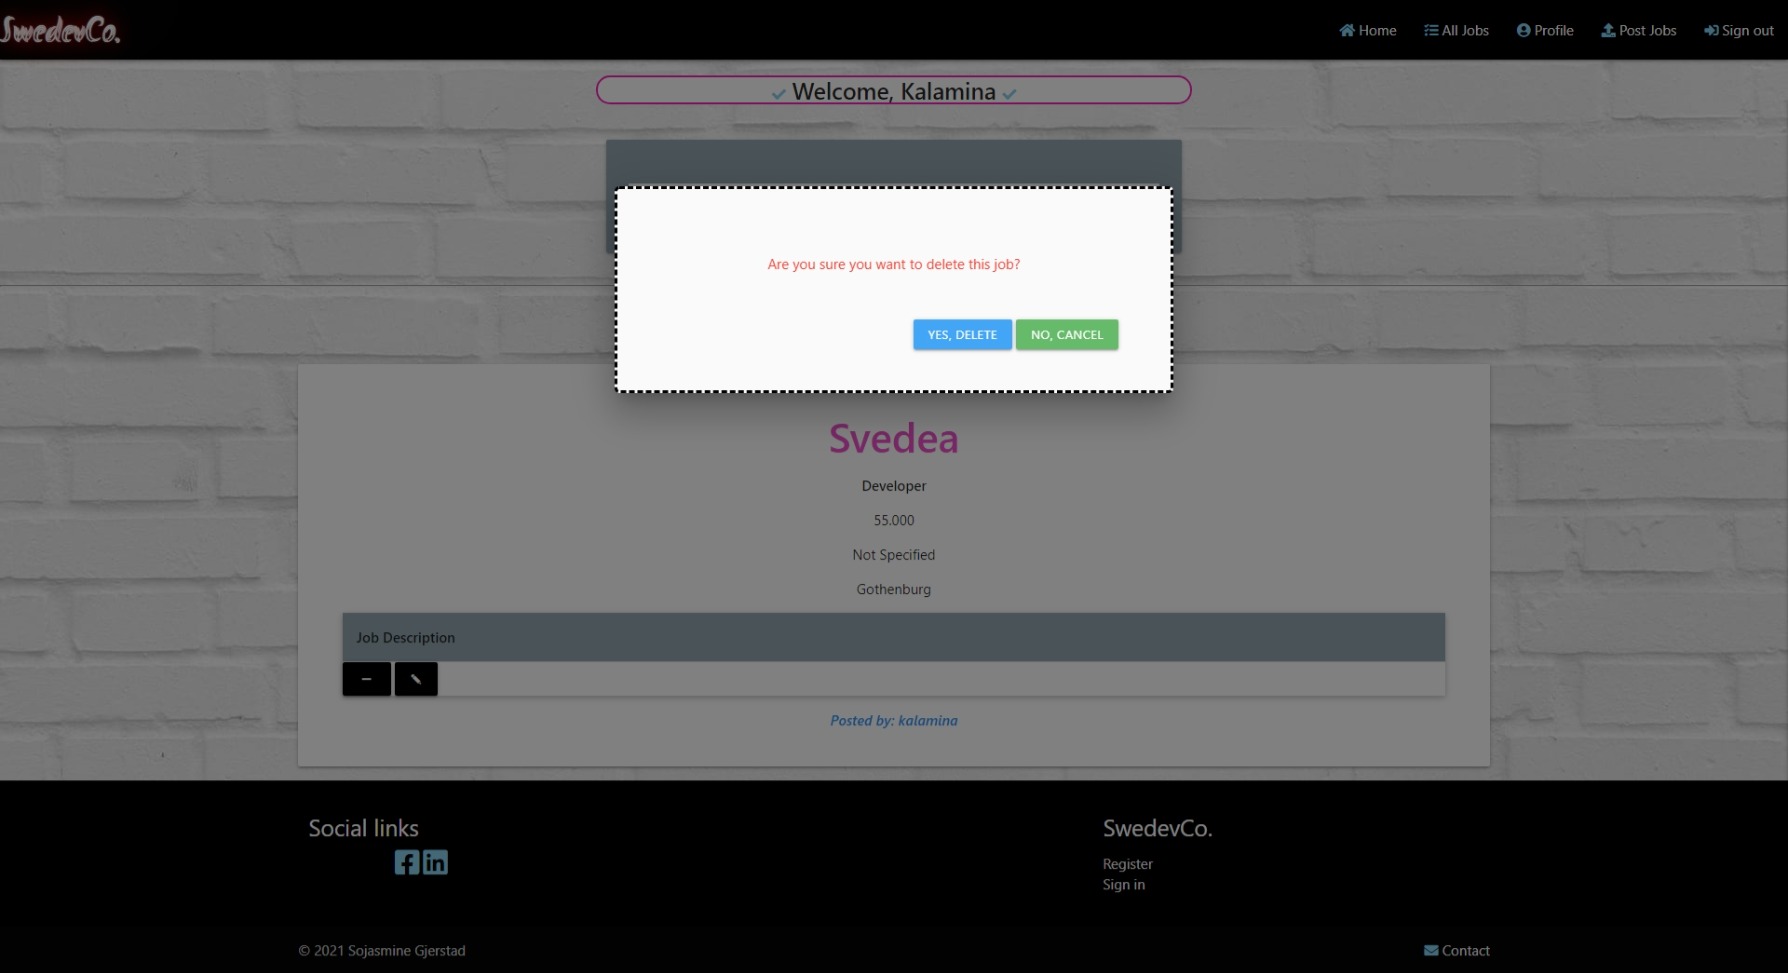 SwedevCo.
Home All Jobs Profile Post Jobs Sign out
Welcome, Kalamina
Are you sure you want to delete this job?
YES, DELETE NO, CANCEL
Svedea
Developer
55.000
Not Specified
Gothenburg
Job Description
Posted by: kalamina
Social links
SwedevCo.
Register
Sign in
© 2021 Sojasmine Gjerstad
Contact